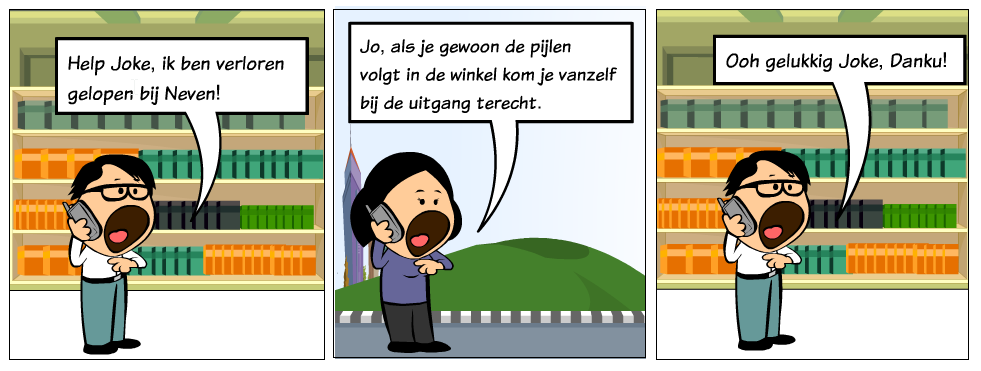 Help Joke, ik ben verloren
gelopen bij Neven!
Jo, als je gewoon de pijlen
volgt in de winkel kom je vanzelf
bij de uitgang terecht.
Ooh gelukkig Joke, Danku!